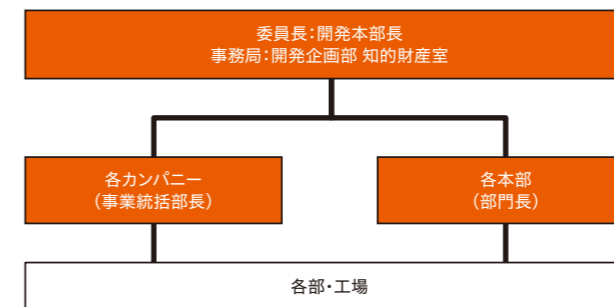 委員長：開発本部長
事務局：開発企画部 知的財産室
各カンパニー
（事業統括部長）
各本部
（部門長）
各部・工場